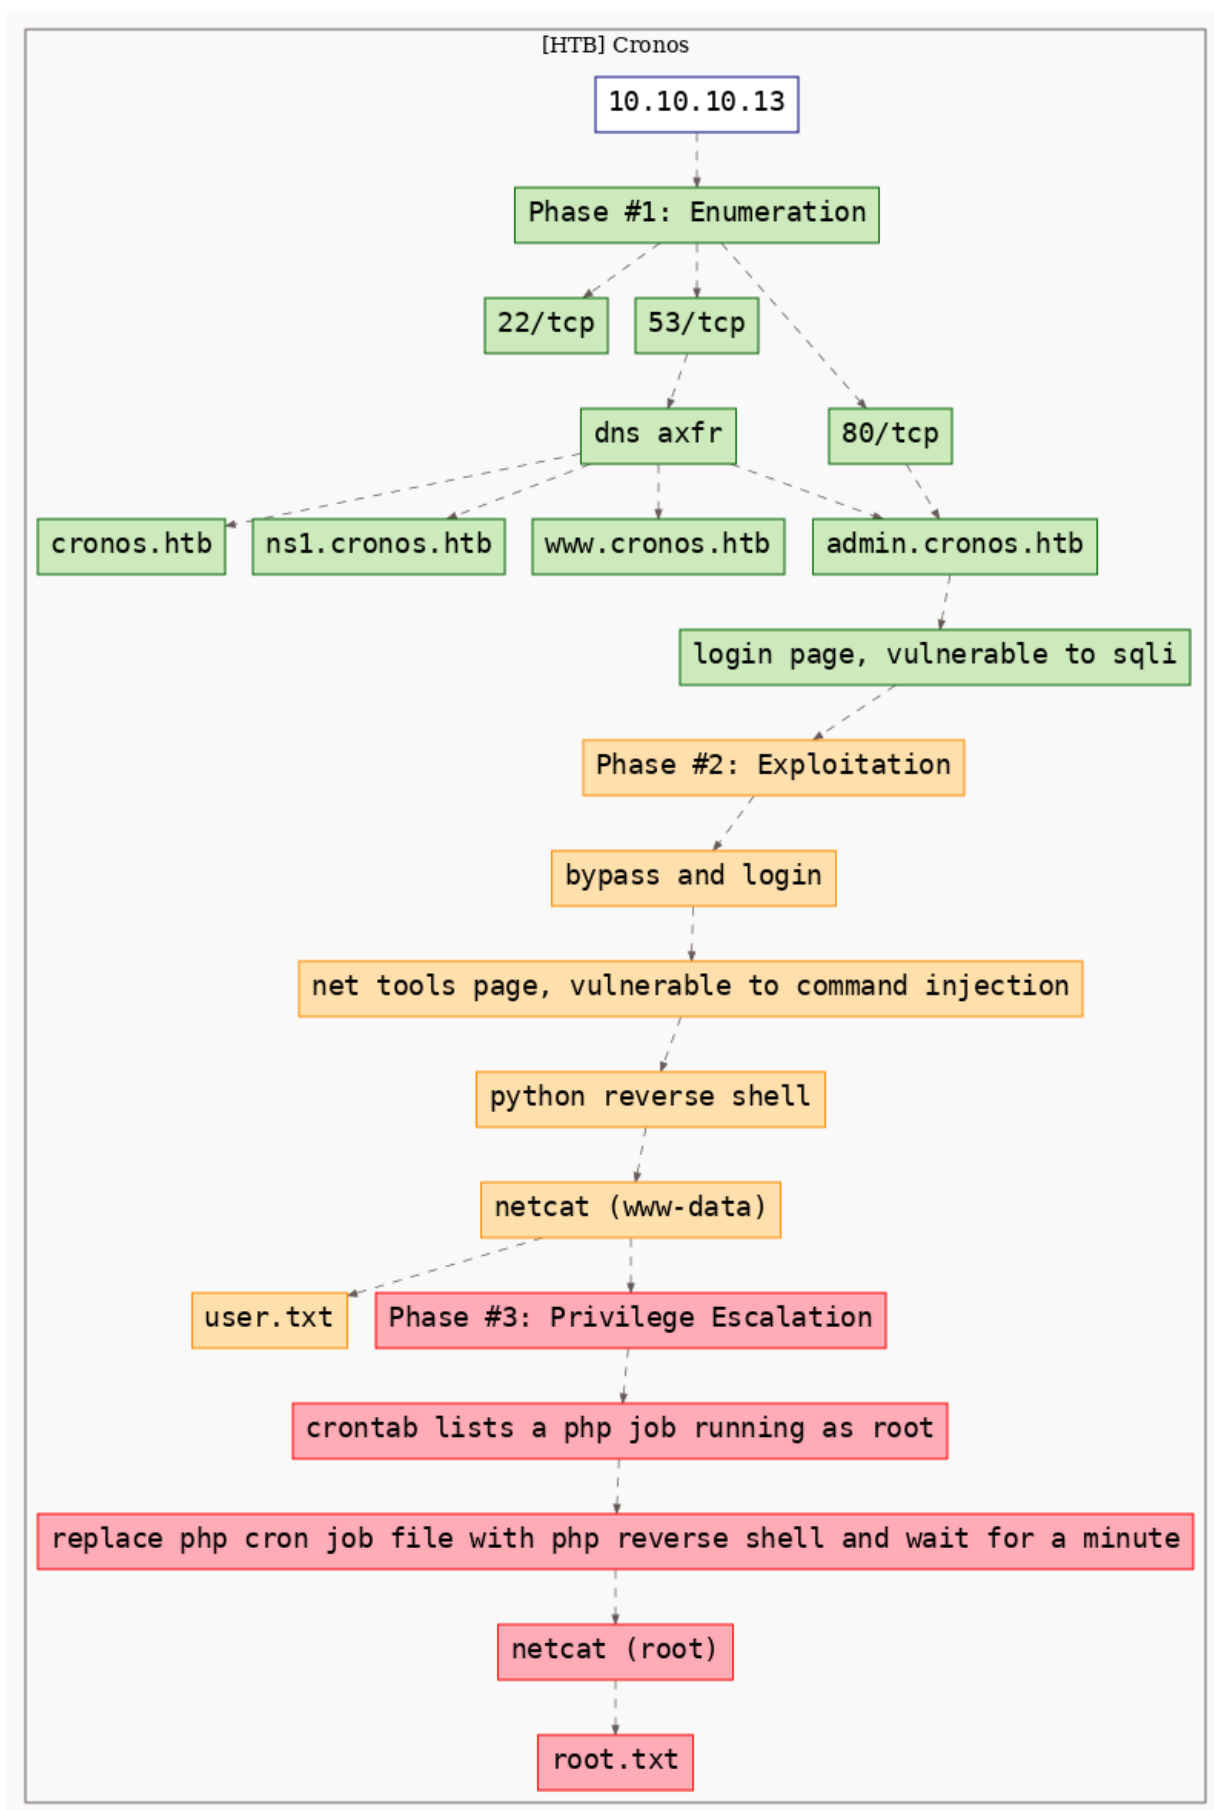 [HTB] Cronos
10.10.10.13
Phase #1: Enumeration
22/tcp
53/tcp
dns axfr
80/tcp
cronos.htb
ns1.cronos.htb
www.cronos.htb
admin.cronos.htb
login page, vulnerable to sqli
Phase #2: Exploitation
bypass and login
net tools page, vulnerable to command injection
python reverse shell
netcat (www-data)
user.txt
Phase #3: Privilege Escalation
crontab lists a php job running as root
replace php cron job file with php reverse shell and wait for a minute
netcat (root)
root.txt